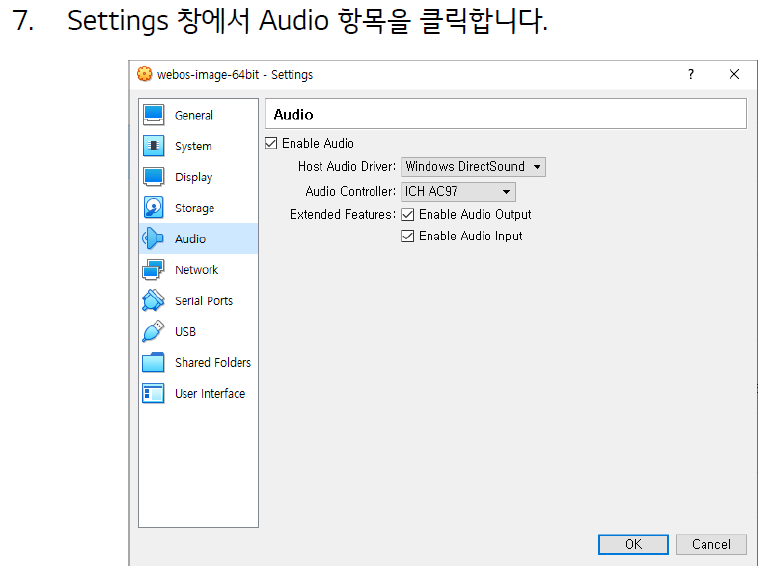 7. Settings 창에서 Audio 항목을 클릭합니다.
webos-image-64bit - Settings ? ×
General
System
Display
Storage
Audio
Network
Serial Ports
USB
Shared Folders
User Interface
Audio
Enable Audio
Host Audio Driver: Windows DirectSound
Audio Controller: ICH AC97
Extended Features: Enable Audio Output
Enable Audio Input
OK Cancel